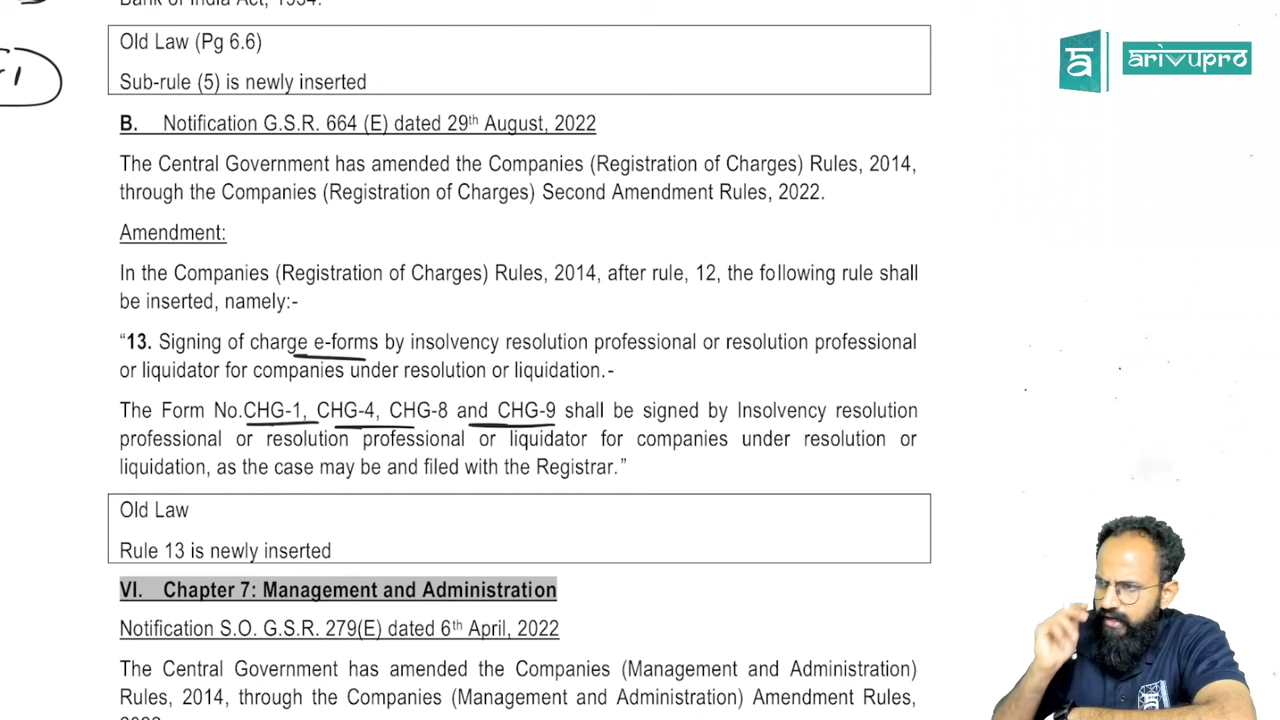 Bank of India Act, 1934.
Old Law (Pg 6.6)
Sub-rule (5) is newly inserted
B. Notification G.S.R. 664 (E) dated 29th August, 2022
The Central Government has amended the Companies (Registration of Charges) Rules, 2014,
through the Companies (Registration of Charges) Second Amendment Rules, 2022.
Amendment:
In the Companies (Registration of Charges) Rules, 2014, after rule, 12, the following rule shall
be inserted, namely:-
“13. Signing of charge e-forms by insolvency resolution professional or resolution professional
or liquidator for companies under resolution or liquidation.-
The Form No.CHG-1, CHG-4, CHG-8 and CHG-9 shall be signed by Insolvency resolution
professional or resolution professional or liquidator for companies under resolution or
liquidation, as the case may be and filed with the Registrar.”
Old Law
Rule 13 is newly inserted
VI. Chapter 7: Management and Administration
Notification S.O. G.S.R. 279(E) dated 6th April, 2022
The Central Government has amended the Companies (Management and Administration)
Rules, 2014, through the Companies (Management and Administration) Amendment Rules,
2022.
arivupro